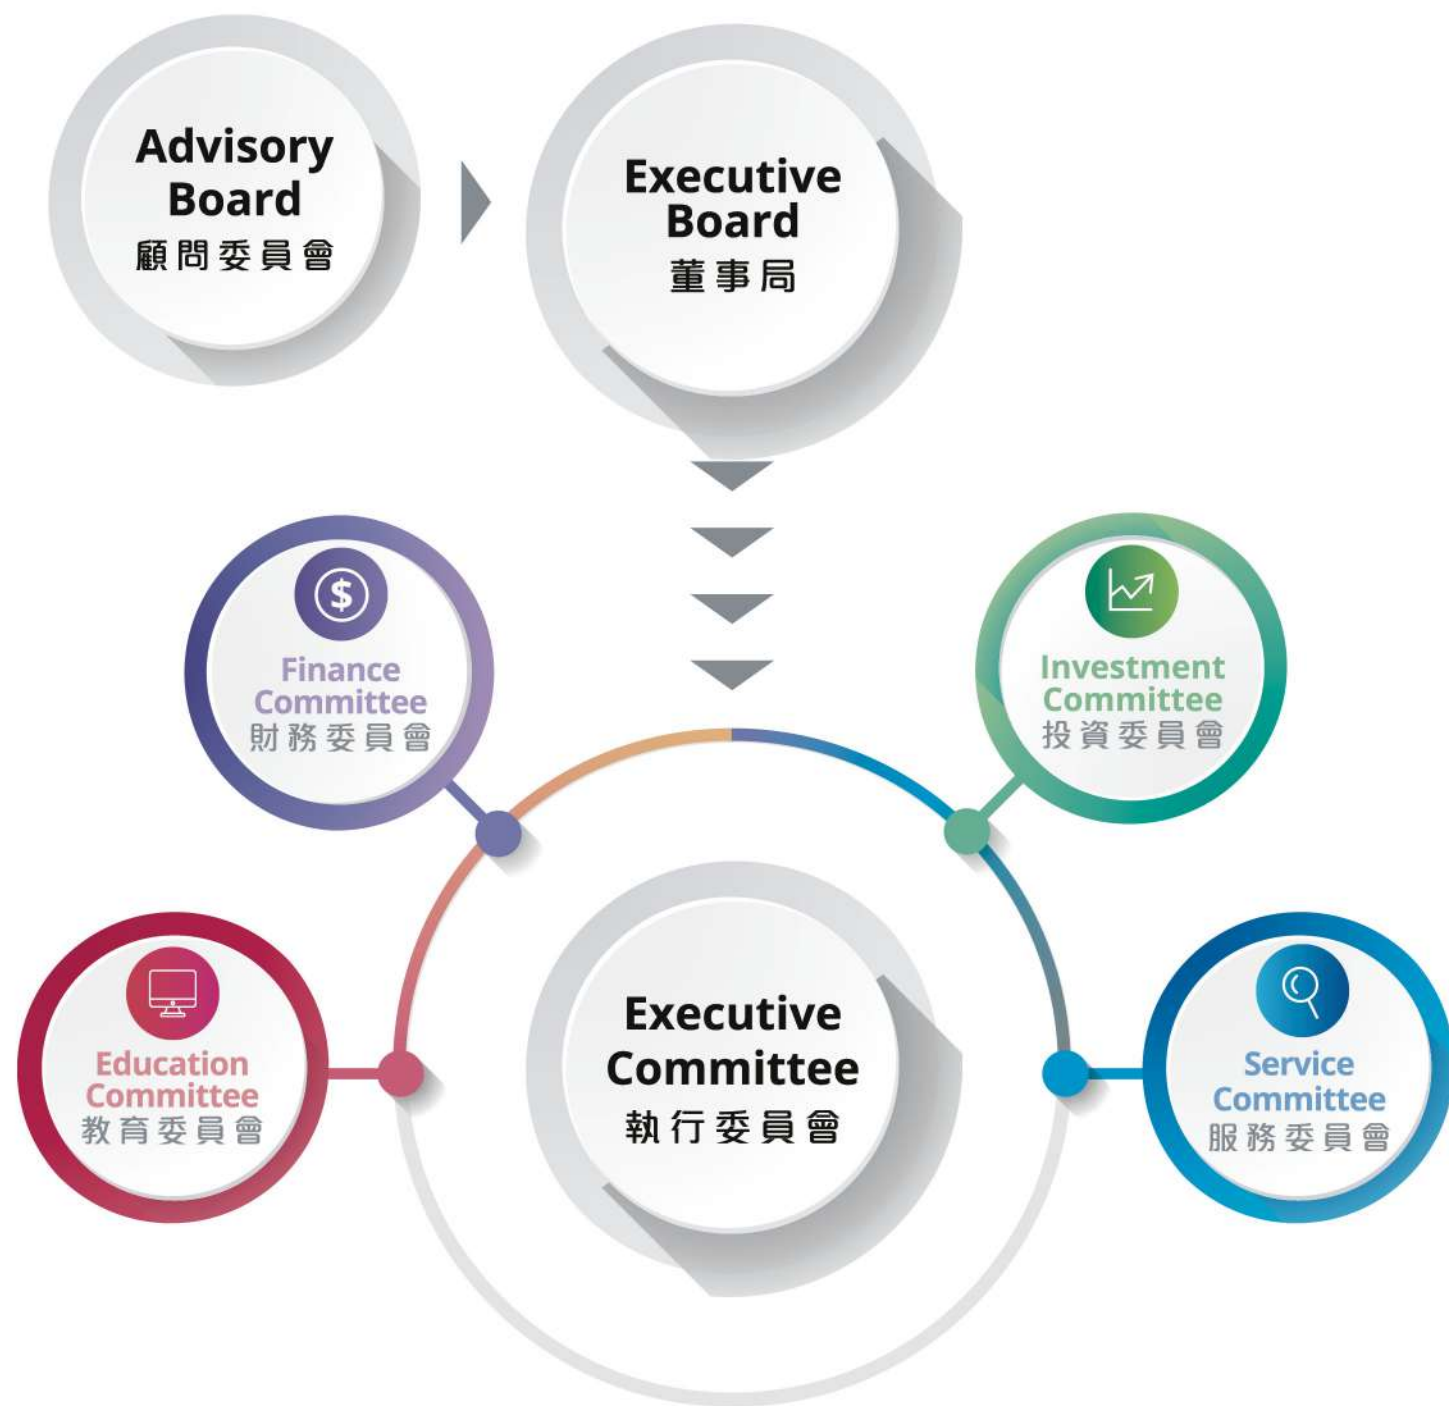 Advisory
Board
顧問委員會
Executive
Board
董事局
$
Finance
Committee
財務委員會
Investment
Committee
投資委員會
Education
Committee
教育委員會
Executive
Committee
執行委員會
Service
Committee
服務委員會